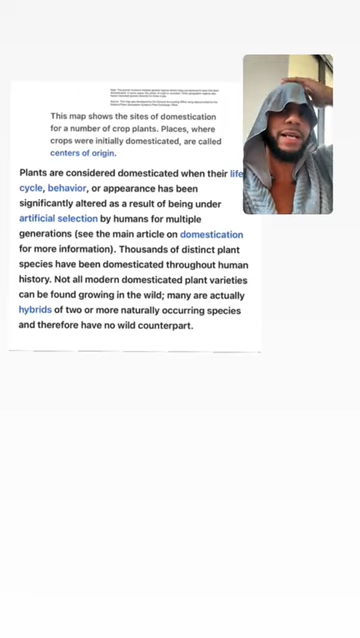 This map shows the sites of domestication
for a number of crop plants. Places, where
crops were initially domesticated, are called
centers of origin.
Plants are considered domesticated when their life
cycle, behavior, or appearance has been
significantly altered as a result of being under
artificial selection by humans for multiple
generations (see the main article on domestication
for more information). Thousands of distinct plant
species have been domesticated throughout human
history. Not all modern domesticated plant varieties
can be found growing in the wild; many are actually
hybrids of two or more naturally occurring species
and therefore have no wild counterpart.